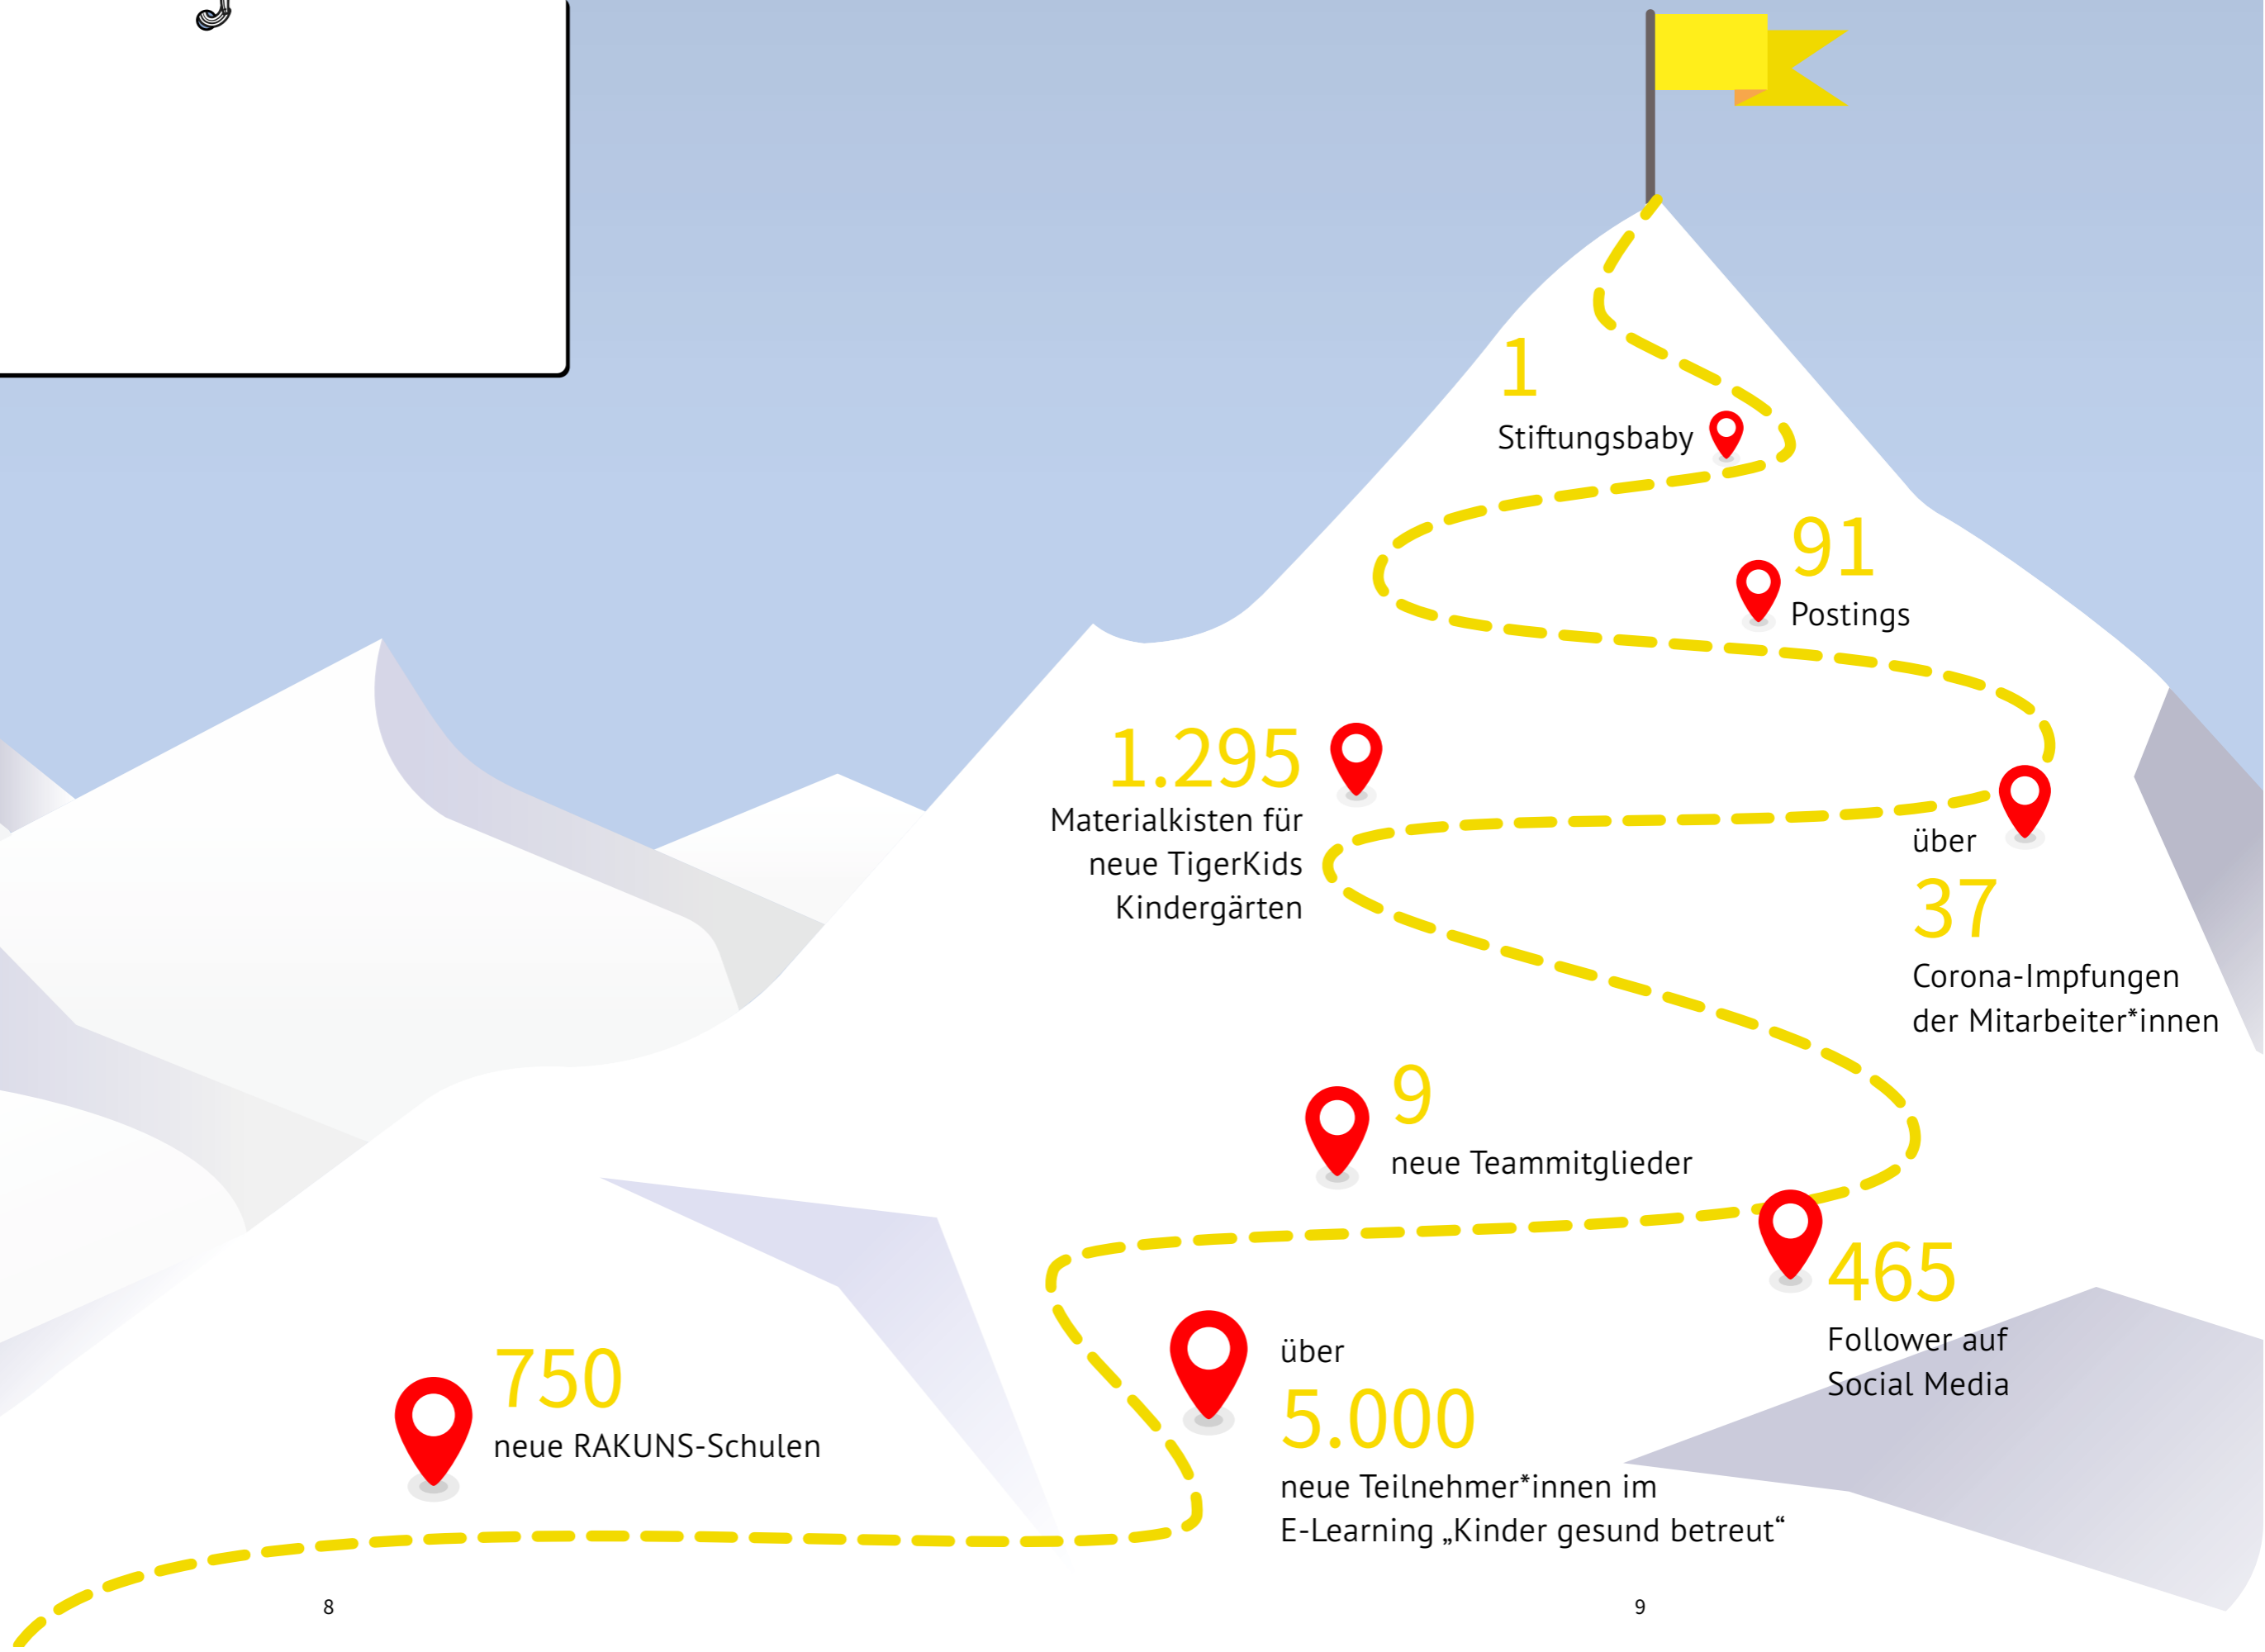 1
Stiftungsbaby
91
Postings
1.295
Materialkisten für
neue TigerKids
Kindergärten
über
37
Corona-Impfungen
der Mitarbeiter*innen
9
neue Teammitglieder
465
Follower auf
Social Media
über
5.000
neue Teilnehmer*innen im
E-Learning „Kinder gesund betreut“
750
neue RAKUNS-Schulen
8
9